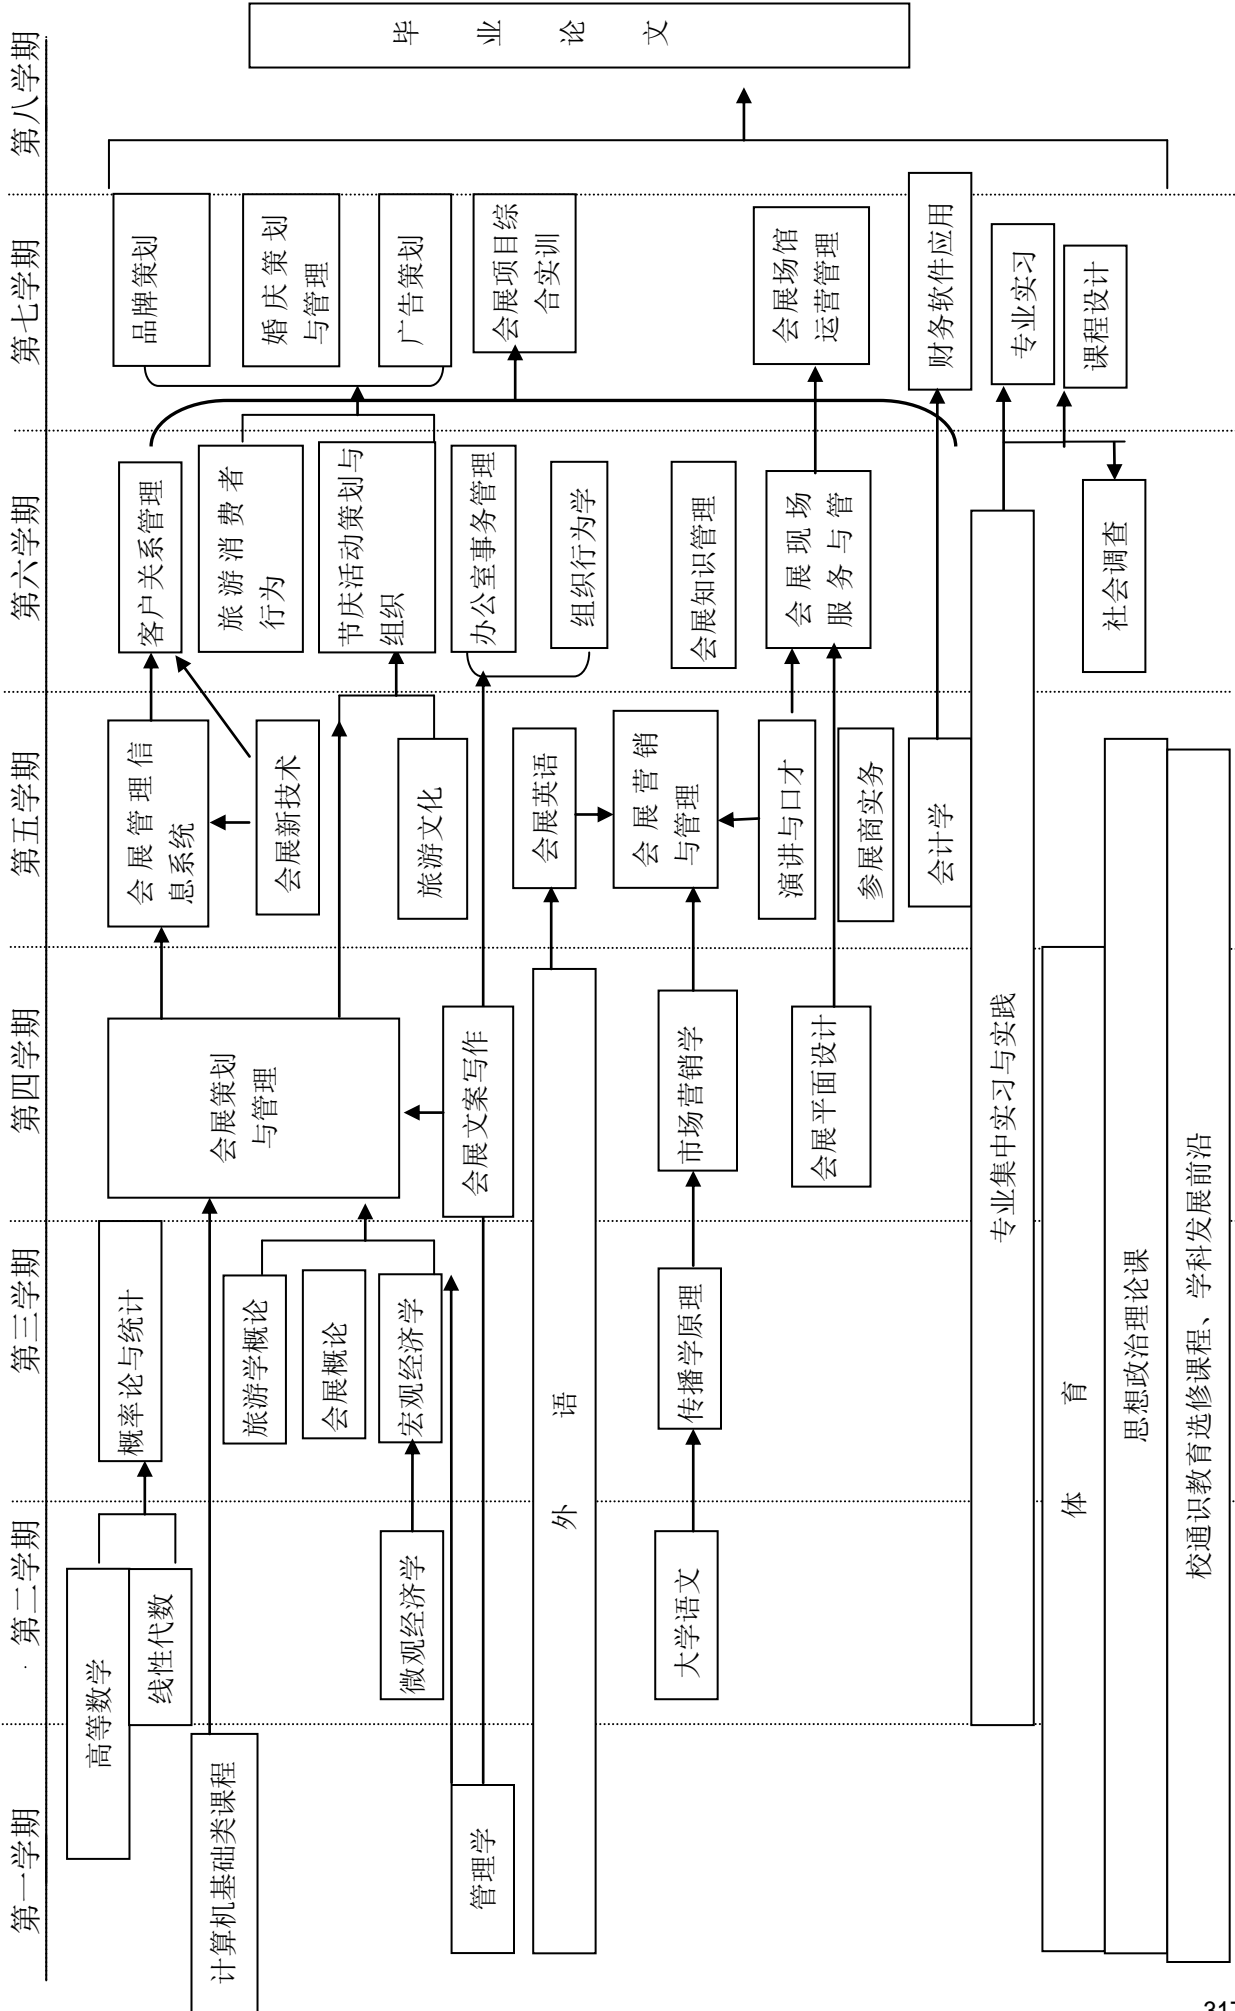 第一学期
第二学期
第三学期
第四学期
第五学期
第六学期
第七学期
第八学期
高等数学
线性代数
概率论与统计
计算机基础类课程
会展策划
与管理
会展管理信
息系统
会展新技术
客户关系管理
品牌策划
旅游学概论
会展概论
微观经济学
宏观经济学
旅游文化
旅游消费者
行为
节庆活动策划与
组织
婚庆策划
与管理
广告策划
管理学
会展文案写作
办公室事务管理
组织行为学
会展项目综
合实训
外语
会展英语
大学语文
传播学原理
市场营销学
会展营销
与管理
会展知识管理
演讲与口才
会展平面设计
会展现场
服务与管
会展场馆
运营管理
参展商实务
会计学
财务软件应用
专业集中实习与实践
专业实习
课程设计
社会调查
体育
思想政治理论课
校通识教育选修课程、学科发展前沿
毕业论文
317